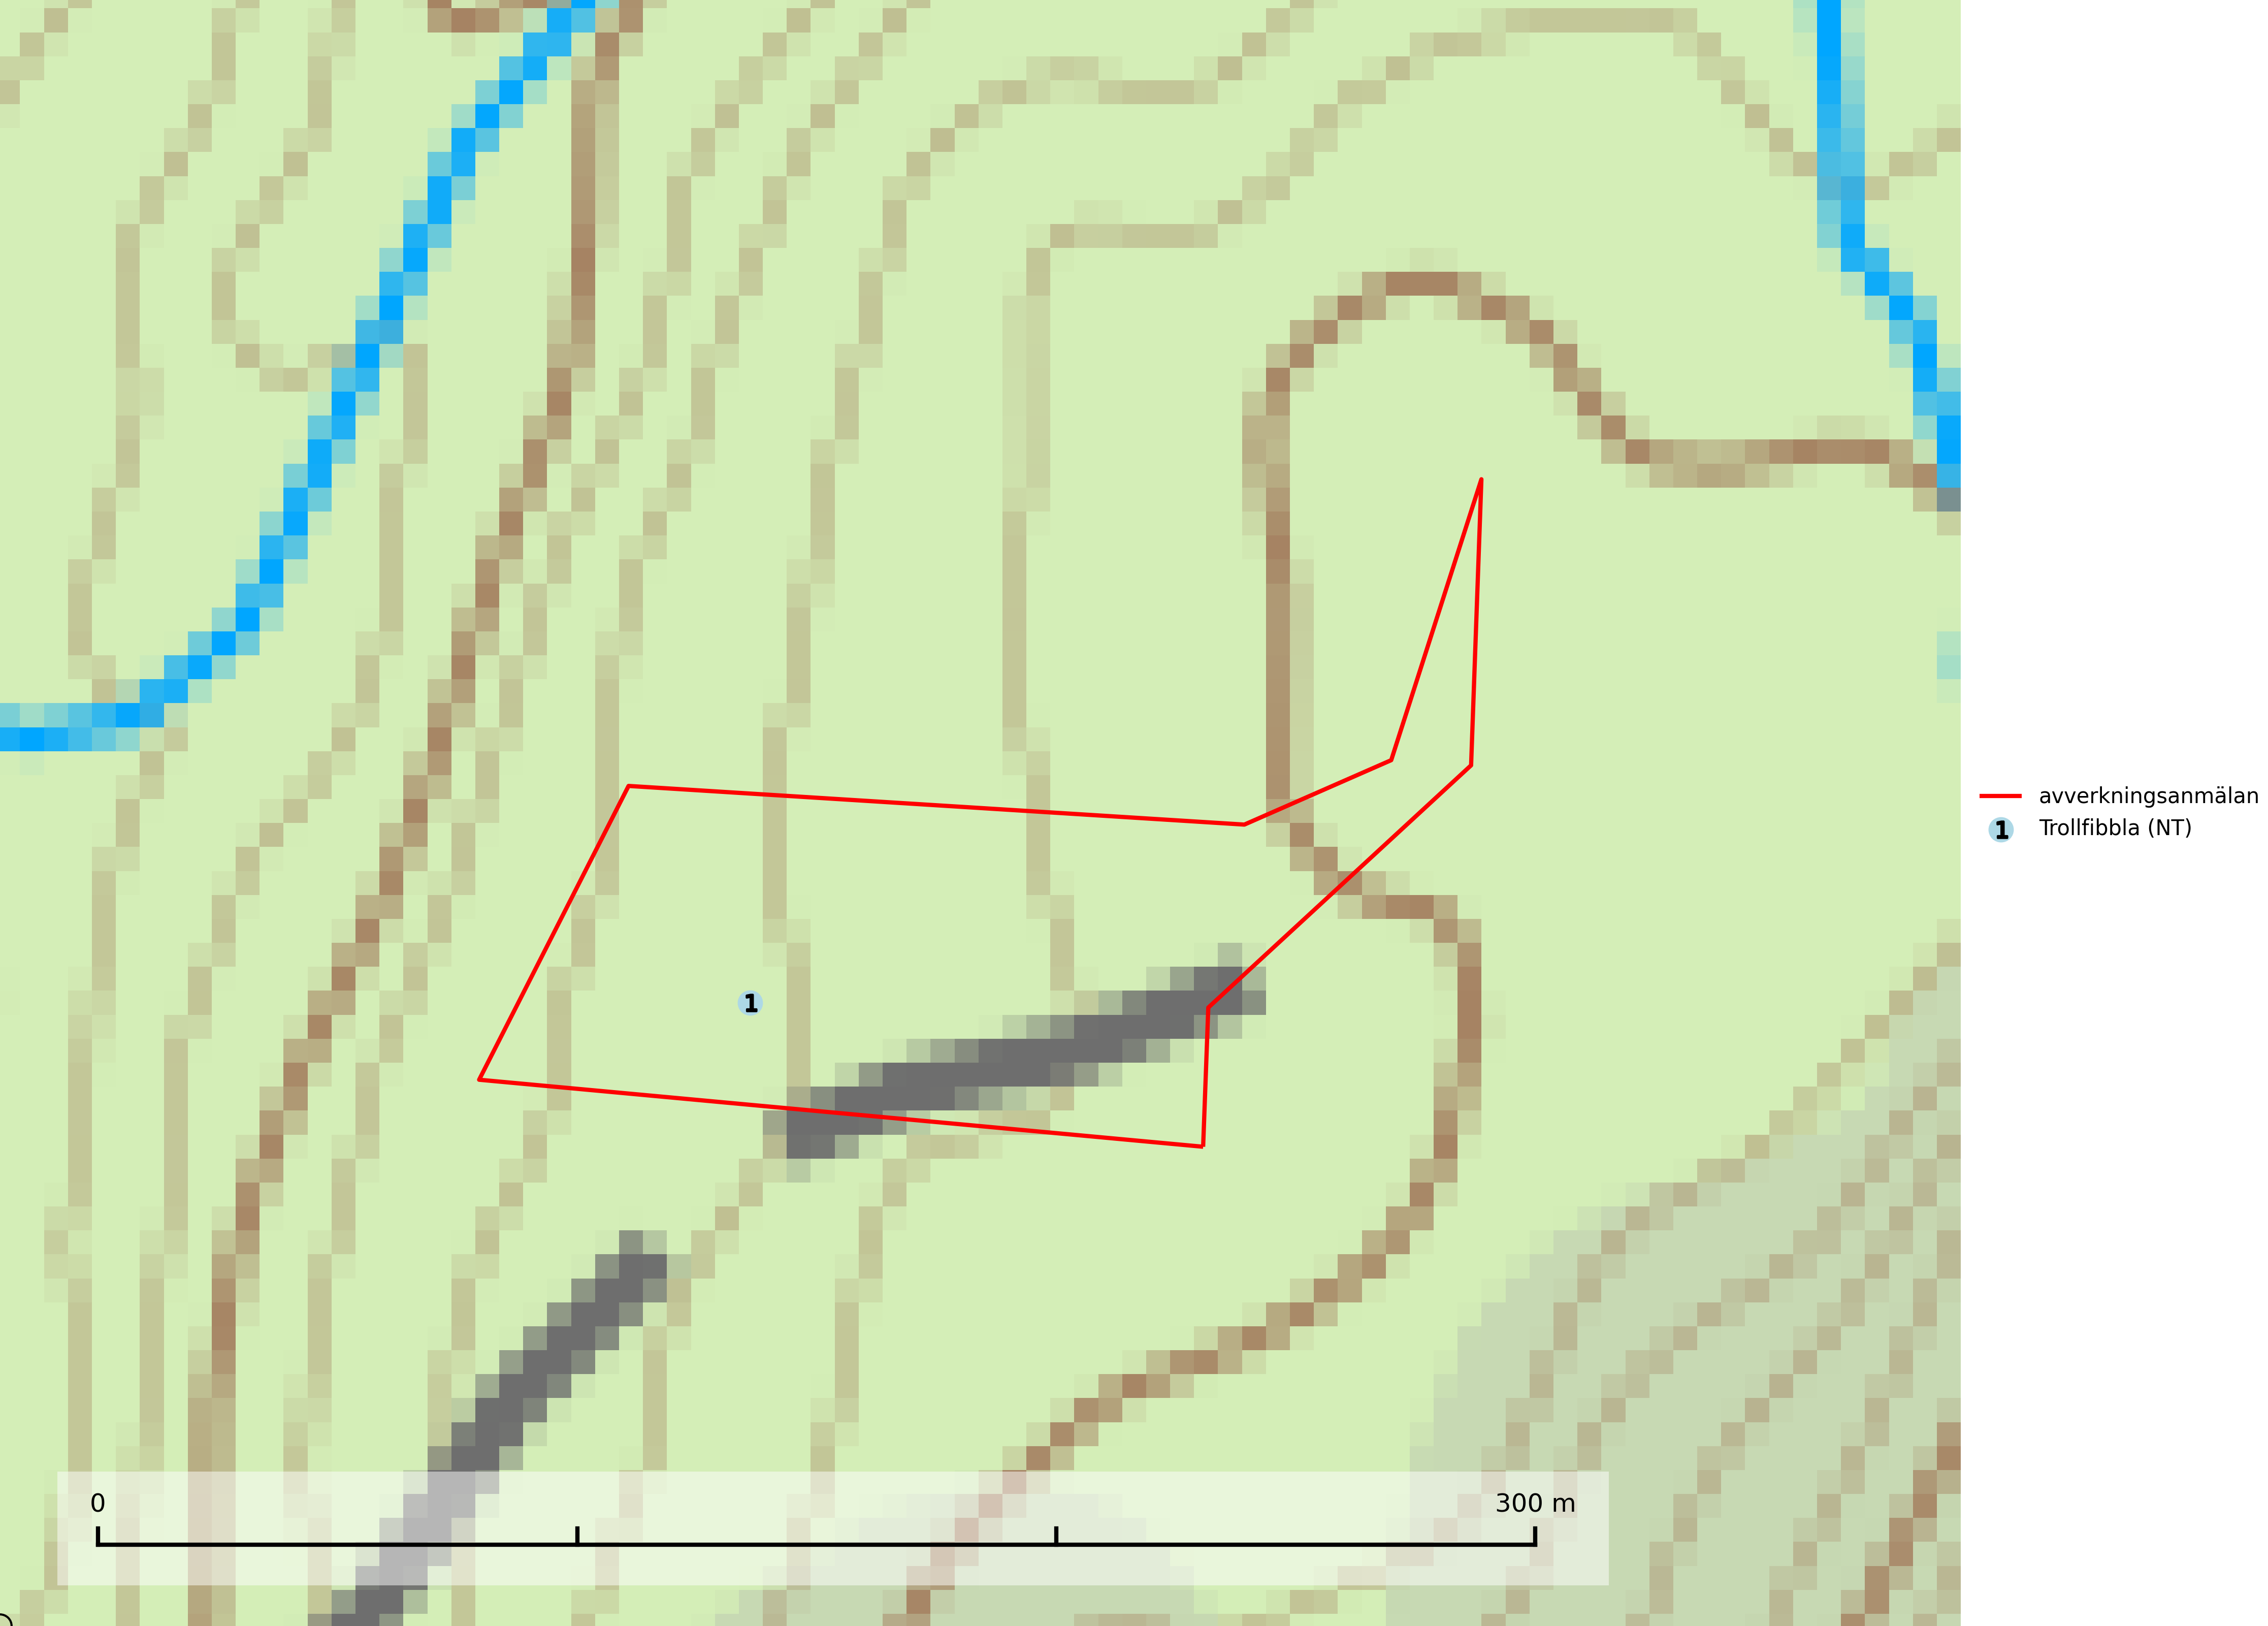 avverkningsanmälan
1 Trollfibbla (NT)
1
0 300 m